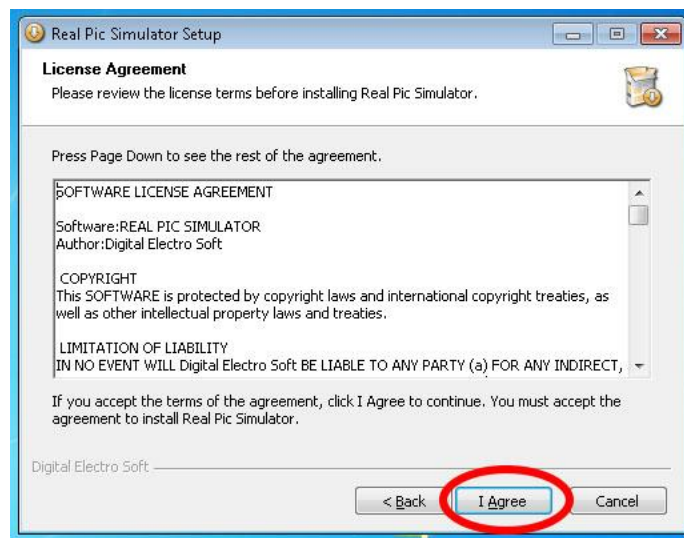 Real Pic Simulator Setup
License Agreement
Please review the license terms before installing Real Pic Simulator.
Press Page Down to see the rest of the agreement.
SOFTWARE LICENSE AGREEMENT
Software:REAL PIC SIMULATOR
Author:Digital Electro Soft
COPYRIGHT
This SOFTWARE is protected by copyright laws and international copyright treaties, as
well as other intellectual property laws and treaties.
LIMITATION OF LIABILITY
IN NO EVENT WILL Digital Electro Soft BE LIABLE TO ANY PARTY (a) FOR ANY INDIRECT,
If you accept the terms of the agreement, click I Agree to continue. You must accept the
agreement to install Real Pic Simulator.
Digital Electro Soft
< Back I Agree Cancel